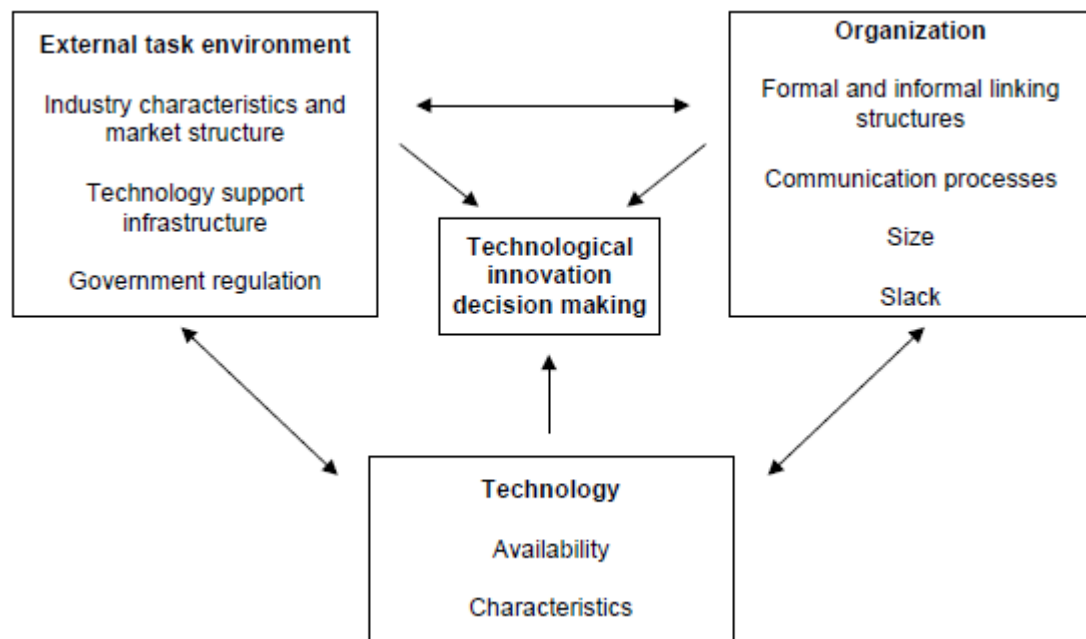 External task environment
Industry characteristics and
market structure
Technology support
infrastructure
Government regulation
Organization
Formal and informal linking
structures
Communication processes
Size
Slack
Technological
innovation
decision making
Technology
Availability
Characteristics